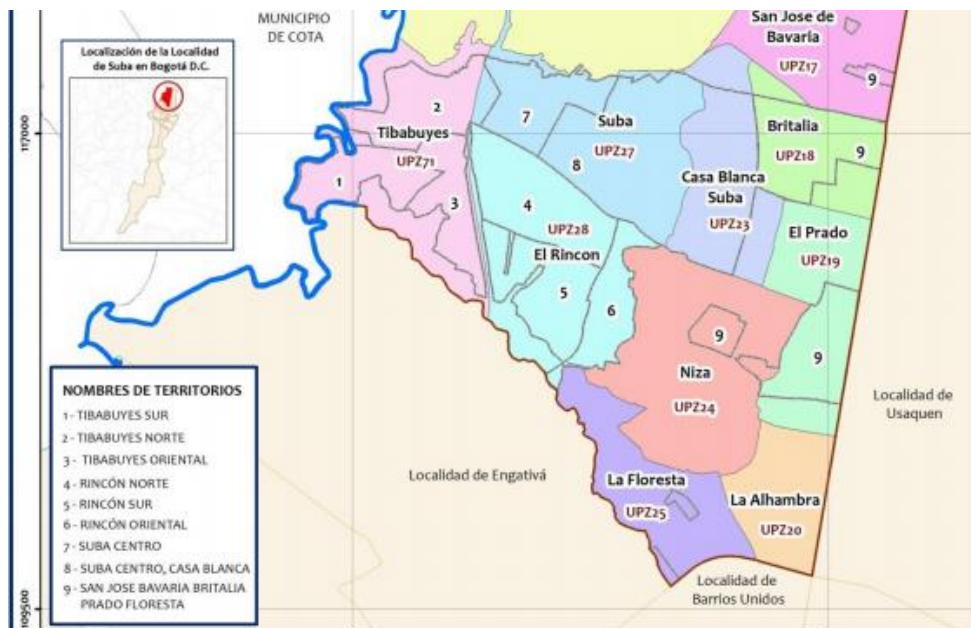 MUNICIPIO
DE COTA
San Jose de
Bavaria
UPZ17
9
Localización de la Localidad
de Suba en Bogotá D.C.
117000
2
Tibabuyes
UPZ71
1
3
7
Suba
UPZ27
8
Britalia
UPZ18
9
Casa Blanca
Suba
UPZ23
4
UPZ28
El Rincon
5
6
El Prado
UPZ19
9
9
Niza
UPZ24
Localidad de
Usaquen
NOMBRES DE TERRITORIOS
1 - TIBABUYES SUR
2 - TIBABUYES NORTE
3 - TIBABUYES ORIENTAL
4 - RINCÓN NORTE
5 - RINCÓN SUR
6 - RINCÓN ORIENTAL
7 - SUBA CENTRO
8 - SUBA CENTRO, CASA BLANCA
9 - SAN JOSE BAVARIA BRITALIA
PRADO FLORESTA
Localidad de Engativá
La Floresta
UPZ25
La Alhambra
UPZ20
Localidad de
Barrios Unidos
109500